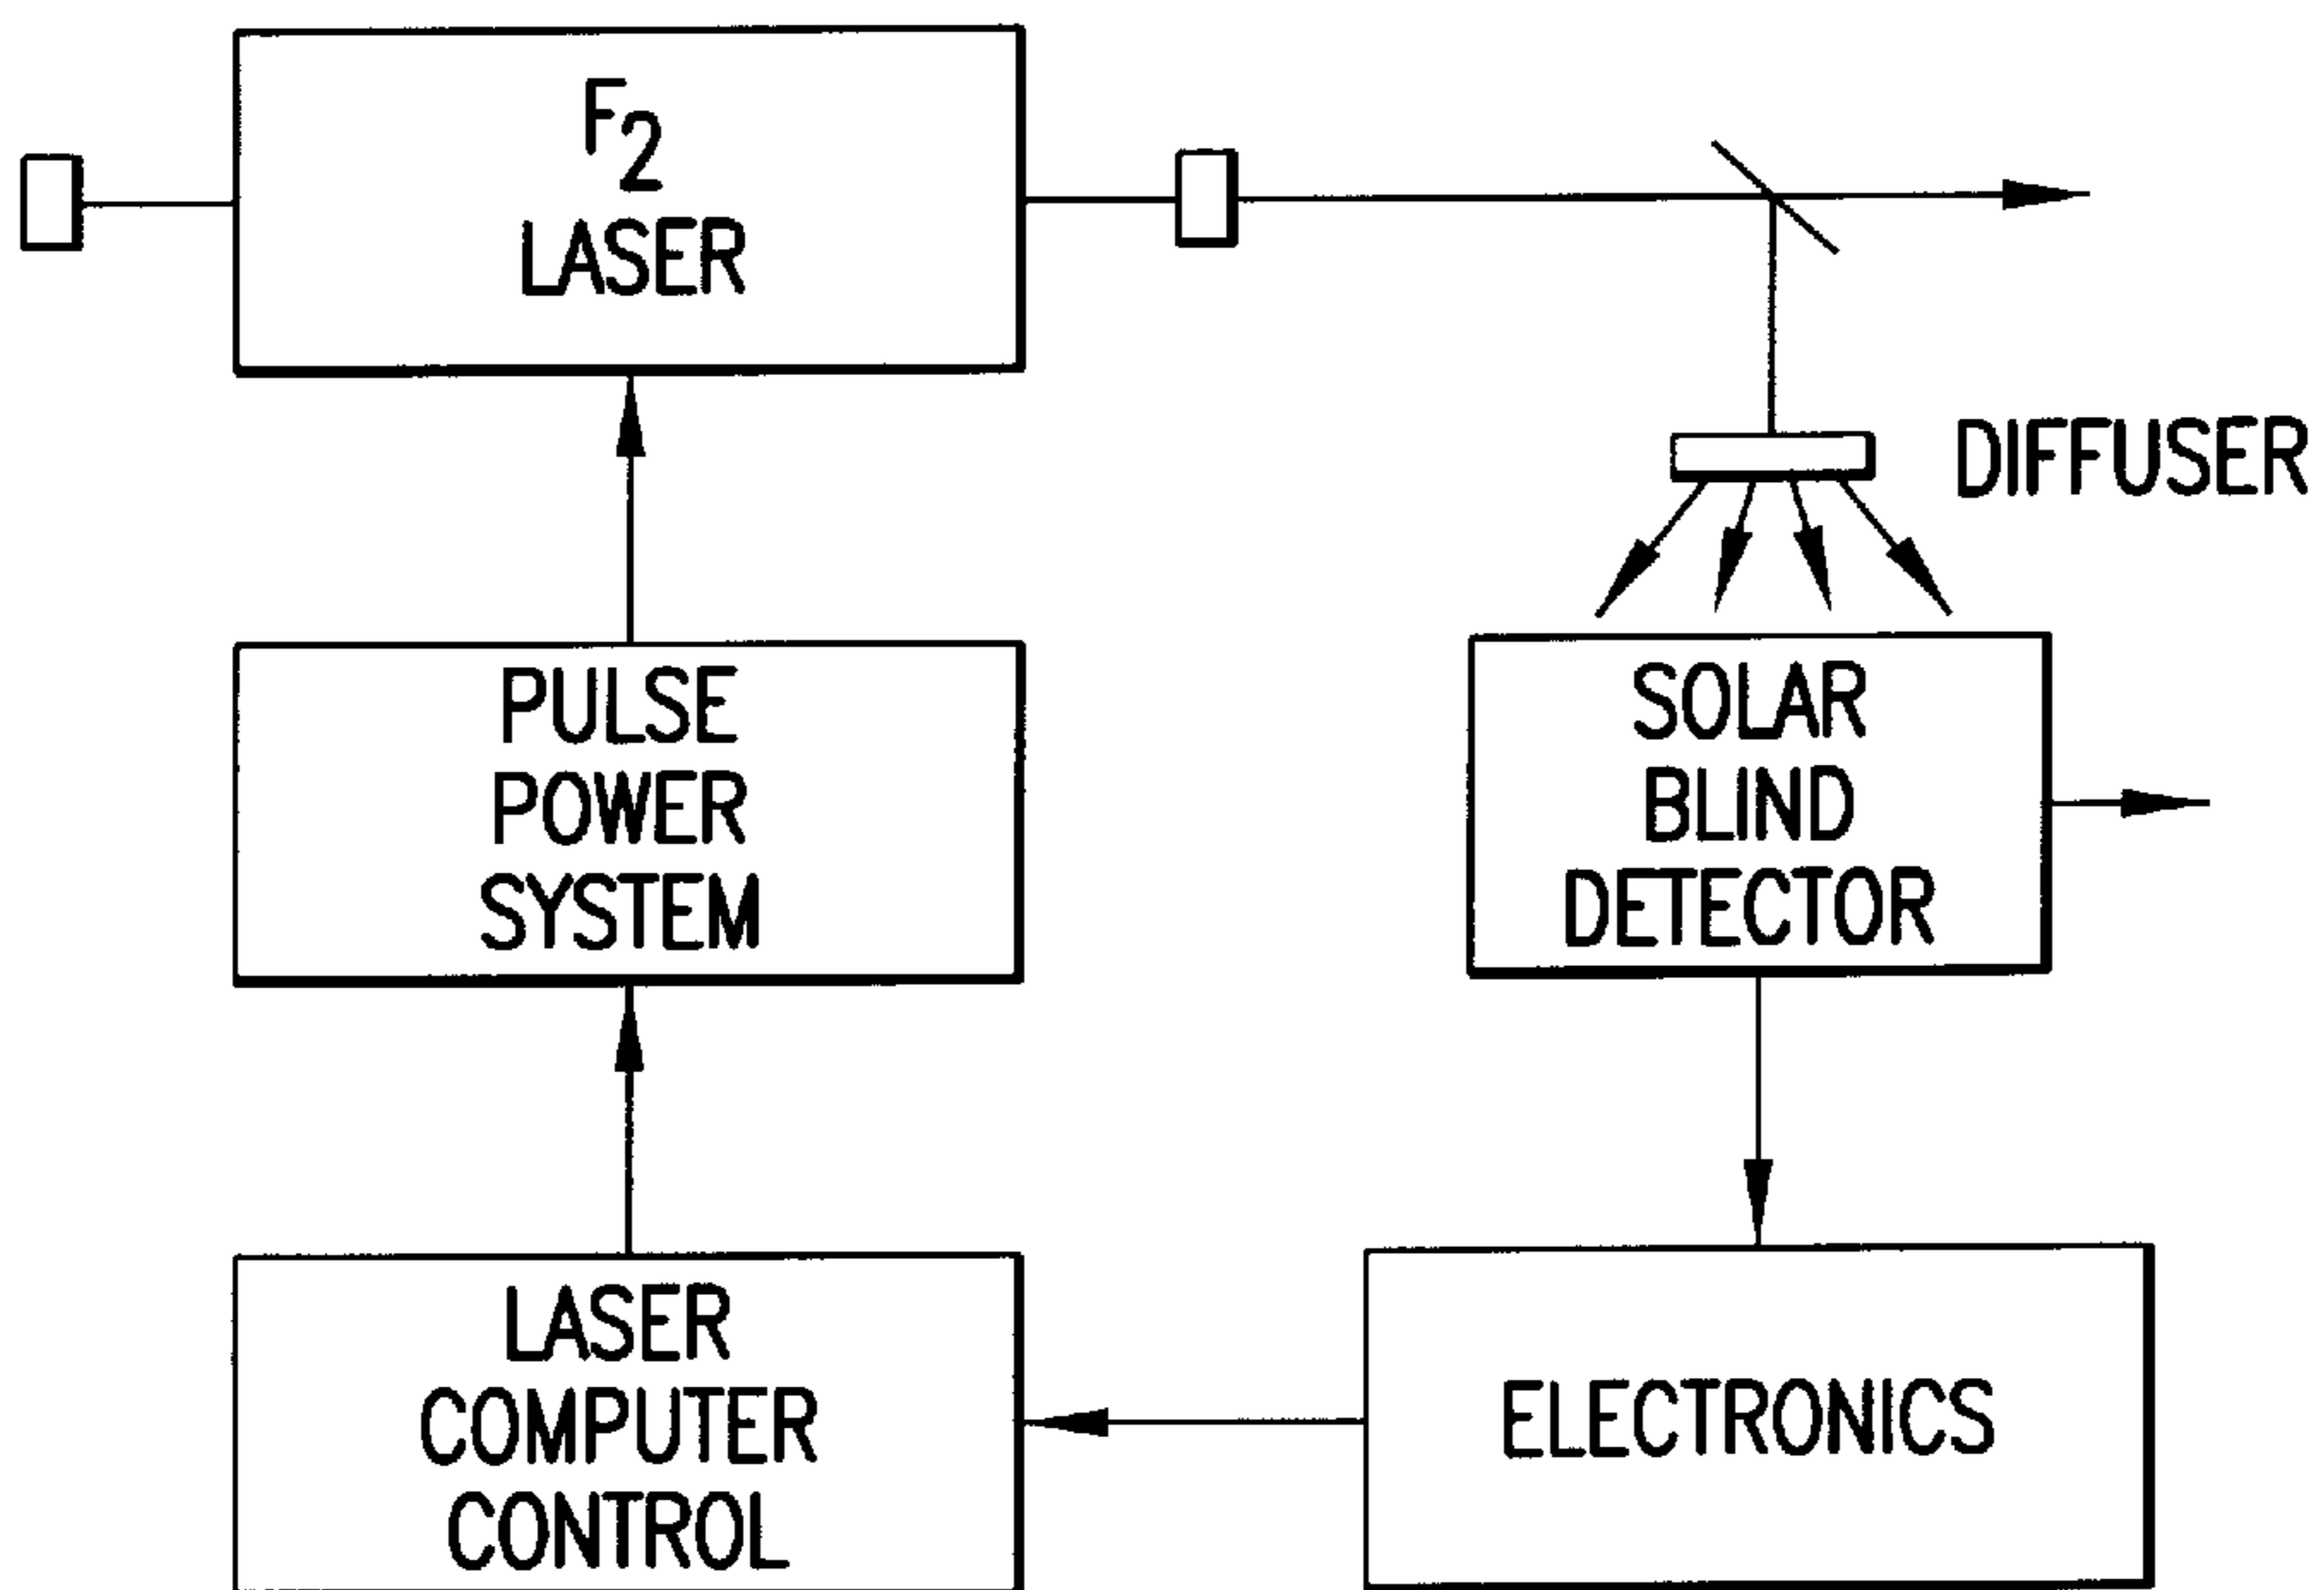 F2
LASER
DIFFUSER
PULSE
POWER
SYSTEM
SOLAR
BLIND
DETECTOR
LASER
COMPUTER
CONTROL
ELECTRONICS